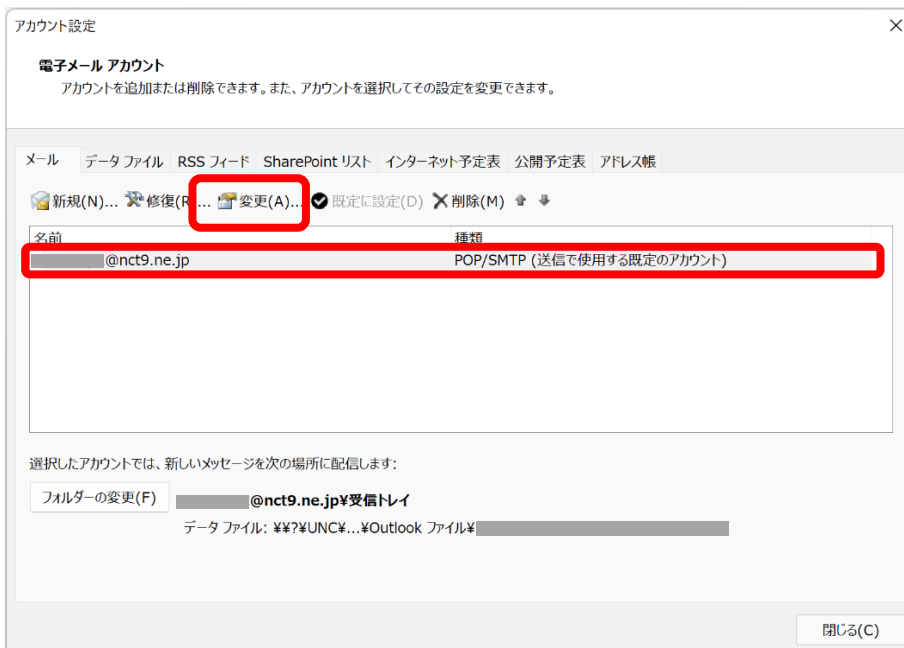 アカウント設定
電子メール アカウント
アカウントを追加または削除できます。また、アカウントを選択してその設定を変更できます。
メール データ ファイル RSS フィード SharePoint リスト インターネット予定表 公開予定表 アドレス帳
新規(N)... 修復(R... 変更(A)... 既定に設定(D) 削除(M)
名前 種類
@nct9.ne.jp POP/SMTP (送信で使用する既定のアカウント)
選択したアカウントでは、新しいメッセージを次の場所に配信します:
フォルダーの変更(F) @nct9.ne.jp¥受信トレイ
データ ファイル: ¥¥?¥UNC¥...¥Outlook ファイル¥
閉じる(C)